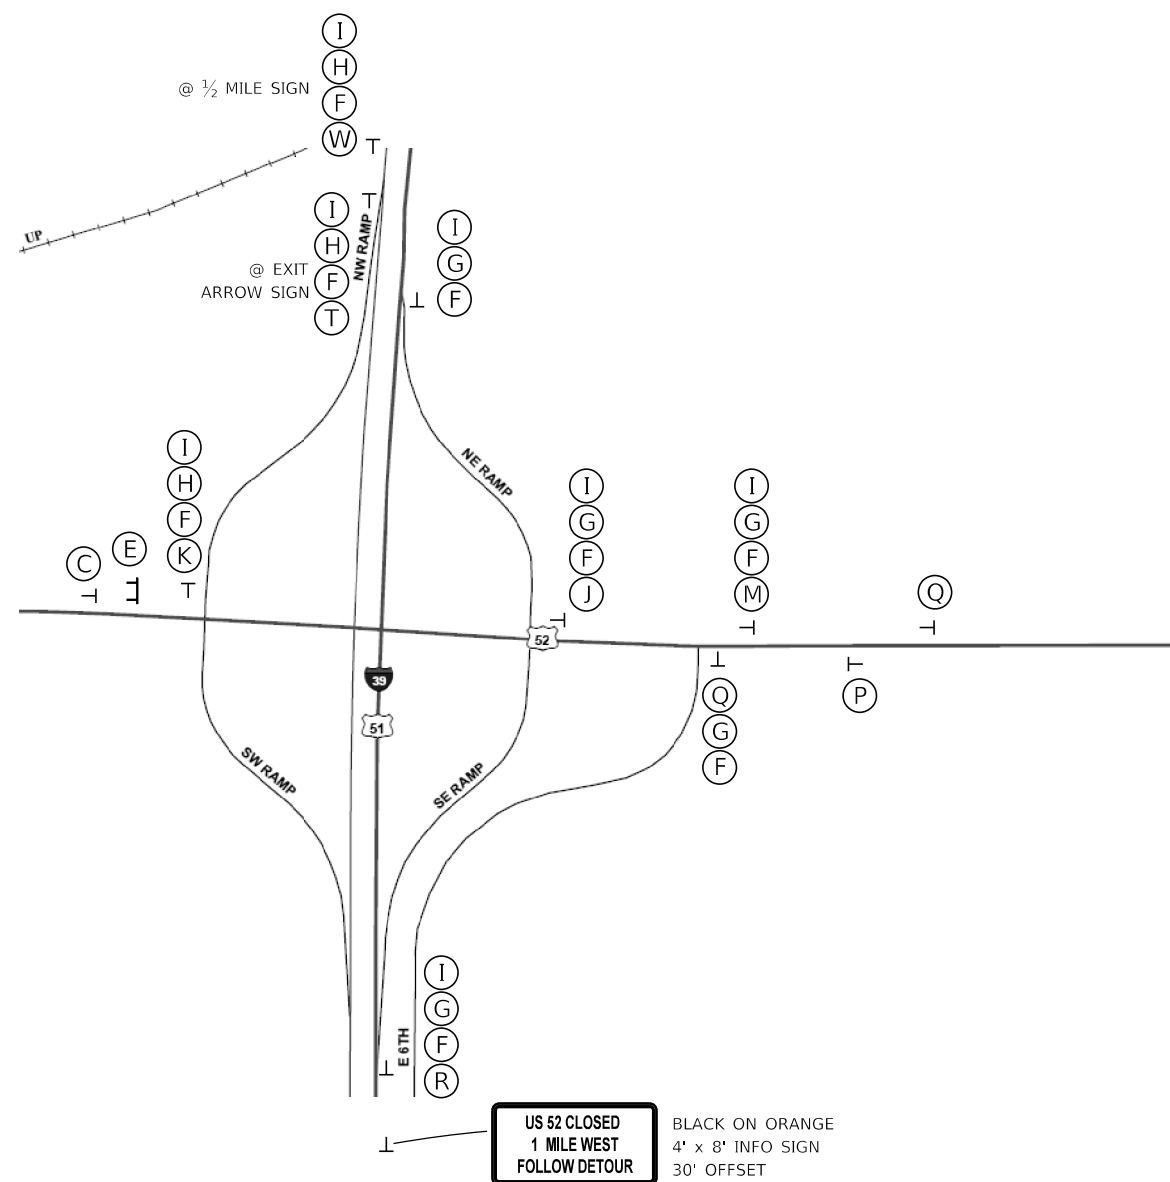 I
H
@ ½ MILE SIGN
F
W
UP
I
H
@ EXIT
F
ARROW SIGN
T
NW RAMP
I
G
F
NE RAMP
I
H
F
K
C
E
I
G
F
J
I
G
F
M
Q
52
39
51
Q
G
F
P
SW RAMP
SE RAMP
I
G
F
R
E 6TH
US 52 CLOSED
1 MILE WEST
FOLLOW DETOUR
BLACK ON ORANGE
4' x 8' INFO SIGN
30' OFFSET